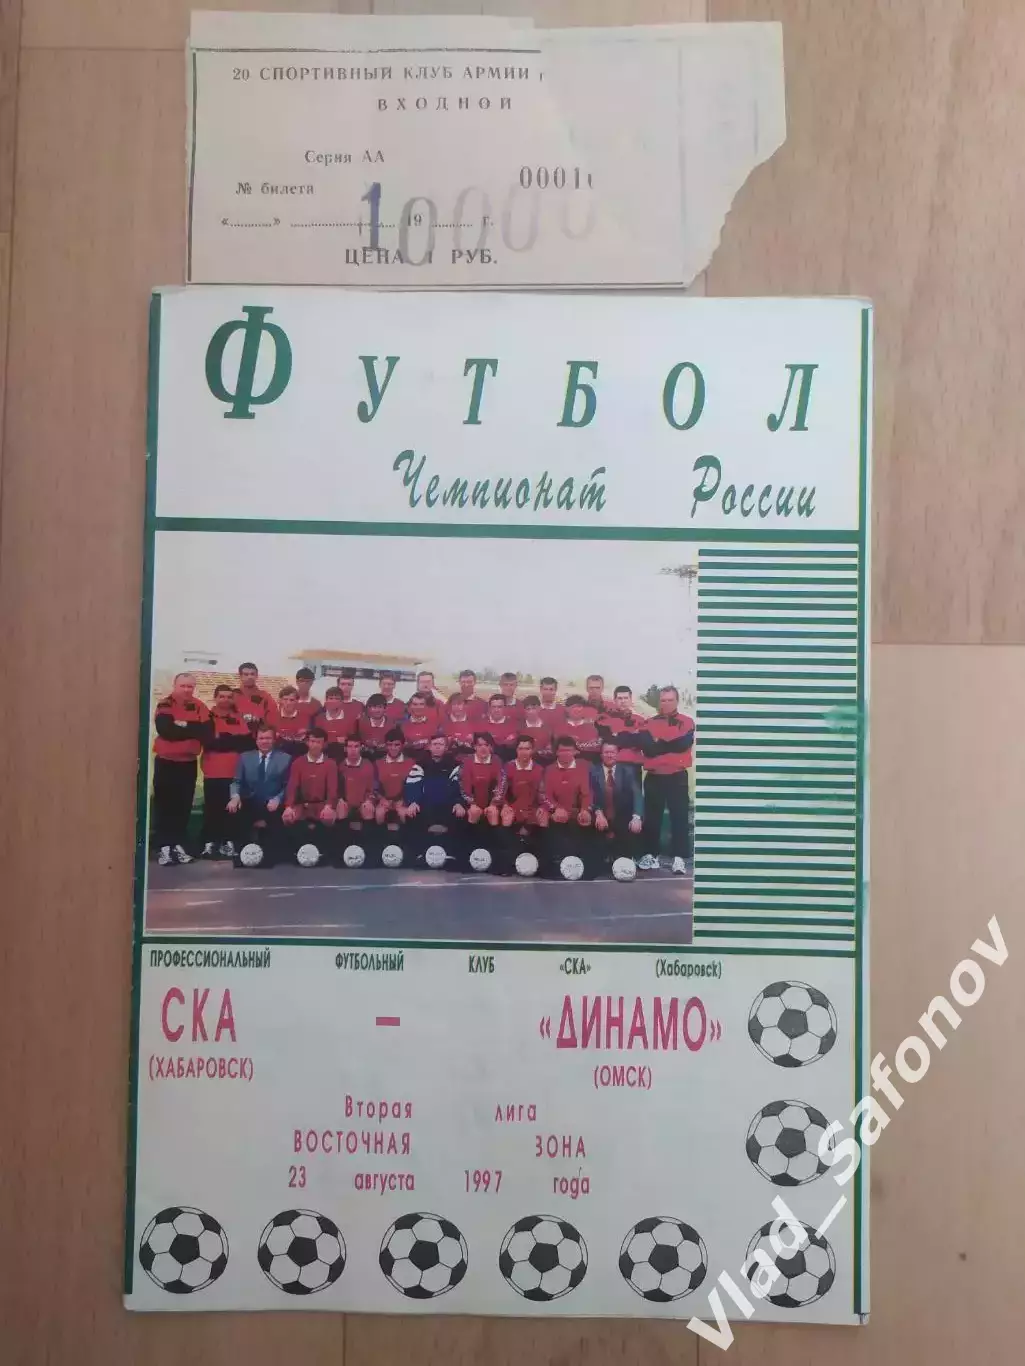 20 СПОРТИВНЫЙ КЛУБ АРМИИ
ВХОДНОЙ
Серия АА
№ билета
«..........» .............................. 19 ........... г.
ЦЕНА 1 РУБ.
ФУТБОЛ
Чемпионат России
ПРОФЕССИОНАЛЬНЫЙ ФУТБОЛЬНЫЙ КЛУБ «СКА» (Хабаровск)
СКА – «ДИНАМО»
(ХАБАРОВСК) (ОМСК)
Вторая лига
ВОСТОЧНАЯ ЗОНА
23 августа 1997 года
Vlad_Safonov